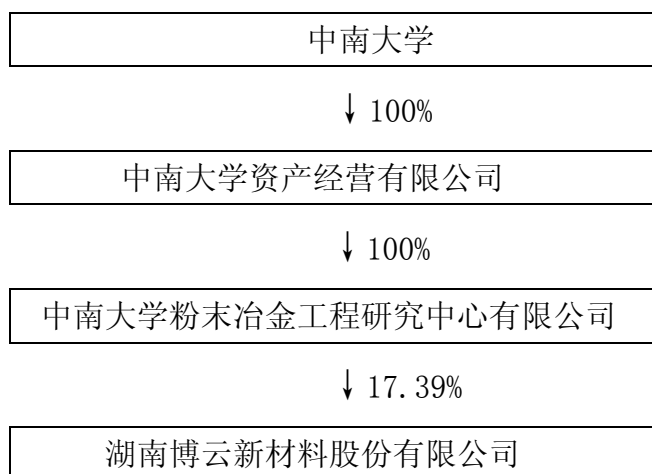 中南大学
↓ 100%
中南大学资产经营有限公司
↓ 100%
中南大学粉末冶金工程研究中心有限公司
↓ 17.39%
湖南博云新材料股份有限公司